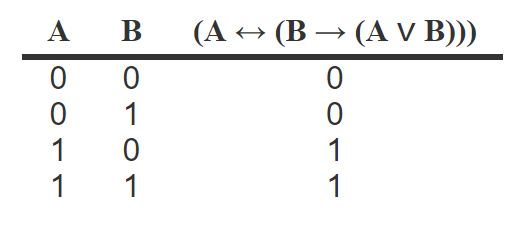 A B (A ↔ (B → (A ∨ B)))
0 0 0
0 1 0
1 0 1
1 1 1